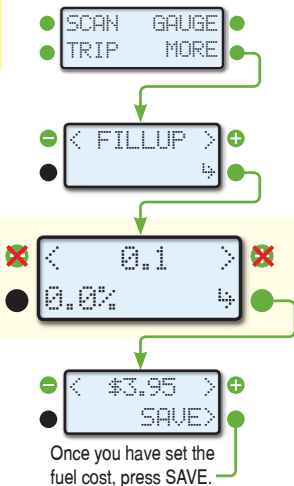 SCAN GAUGE
TRIP MORE
< FILLUP >
↳
< 0.1 >
0.0% ↳
< $3.95 >
SAVE>
Once you have set the
fuel cost, press SAVE.